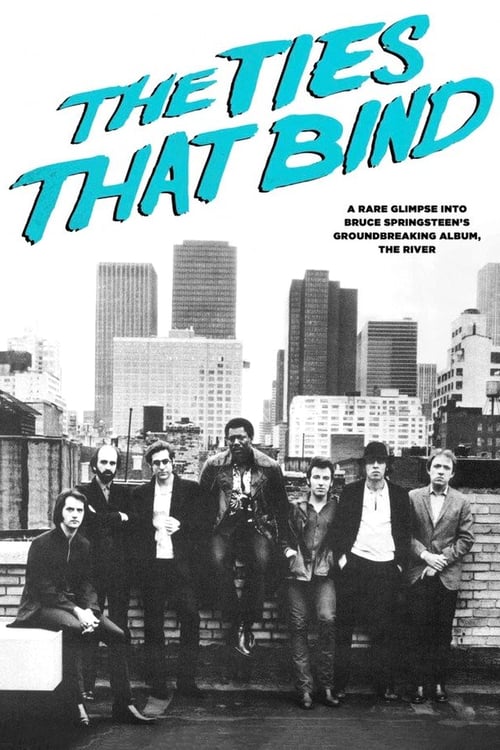 THE TIES
THAT BIND
A RARE GLIMPSE INTO
BRUCE SPRINGSTEEN'S
GROUNDBREAKING ALBUM,
THE RIVER